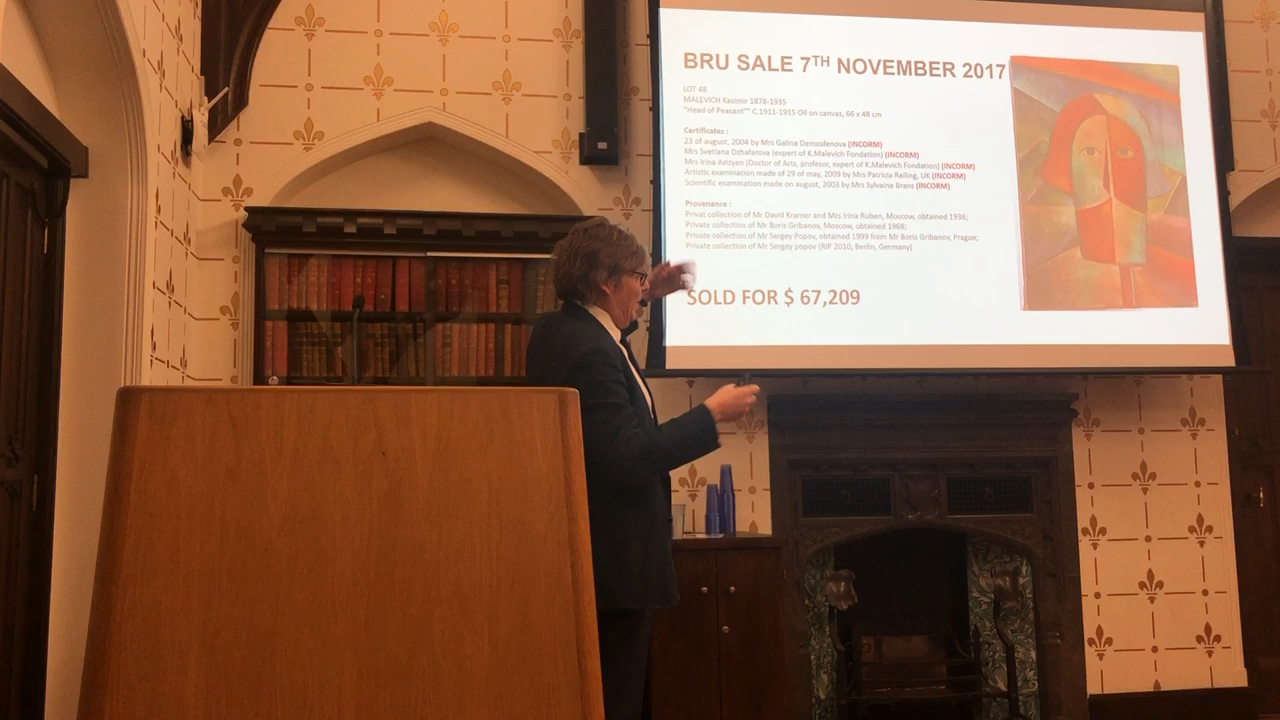 BRU SALE 7TH NOVEMBER 2017
LOT 48
MALEVICH Kasimir 1878-1935
"Head of Peasant"" C.1911-1915 Oil on canvas, 66 x 48 cm
Certificates :
23 of august, 2004 by Mrs Galina Demosfenova (INCORM)
Mrs Svetlana Dzhafarova (expert of K.Malevich Fondation) (INCORM)
Mrs Irina Azizyan (Doctor of Arts, profesor, expert of K.Malevich Fondation) (INCORM)
Artistic examination made of 29 of may, 2009 by Mrs Patricia Railing, UK (INCORM)
Scientific examination made on august, 2003 by Mrs Sylvaine Brans (INCORM)
Provenance :
Privat collection of Mr David Kramer and Mrs Irina Ruben, Moscow, obtained 1936;
Private collection of Mr Boris Gribanov, Moscow, obtained 1968;
Private collection of Mr Sergey Popov, obtained 1999 from Mr Boris Gribanov, Prague;
Private collection of Mr Sergey popov (RIP 2010, Berlin, Germany)
SOLD FOR $ 67,209